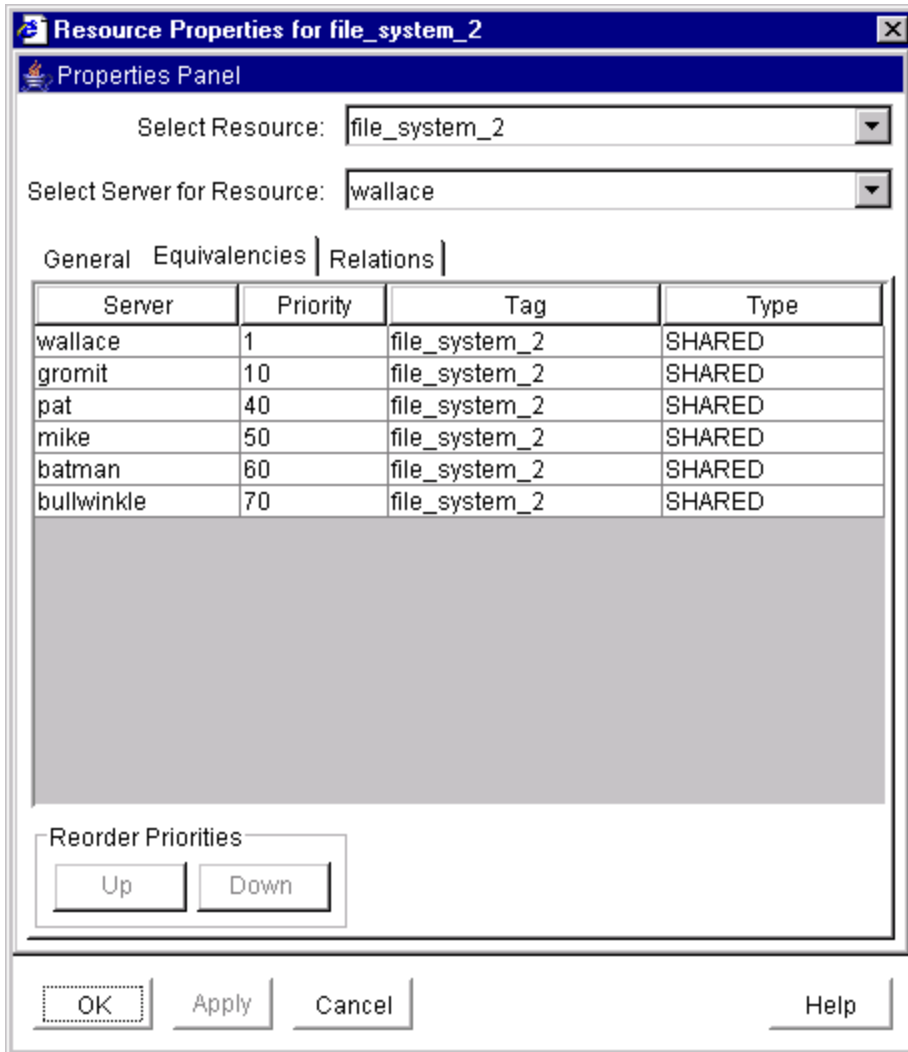 Resource Properties for file_system_2
Properties Panel
Select Resource: file_system_2
Select Server for Resource: wallace
General Equivalencies Relations
Server Priority Tag Type
wallace 1 file_system_2 SHARED
gromit 10 file_system_2 SHARED
pat 40 file_system_2 SHARED
mike 50 file_system_2 SHARED
batman 60 file_system_2 SHARED
bullwinkle 70 file_system_2 SHARED
Reorder Priorities
Up Down
OK Apply Cancel Help